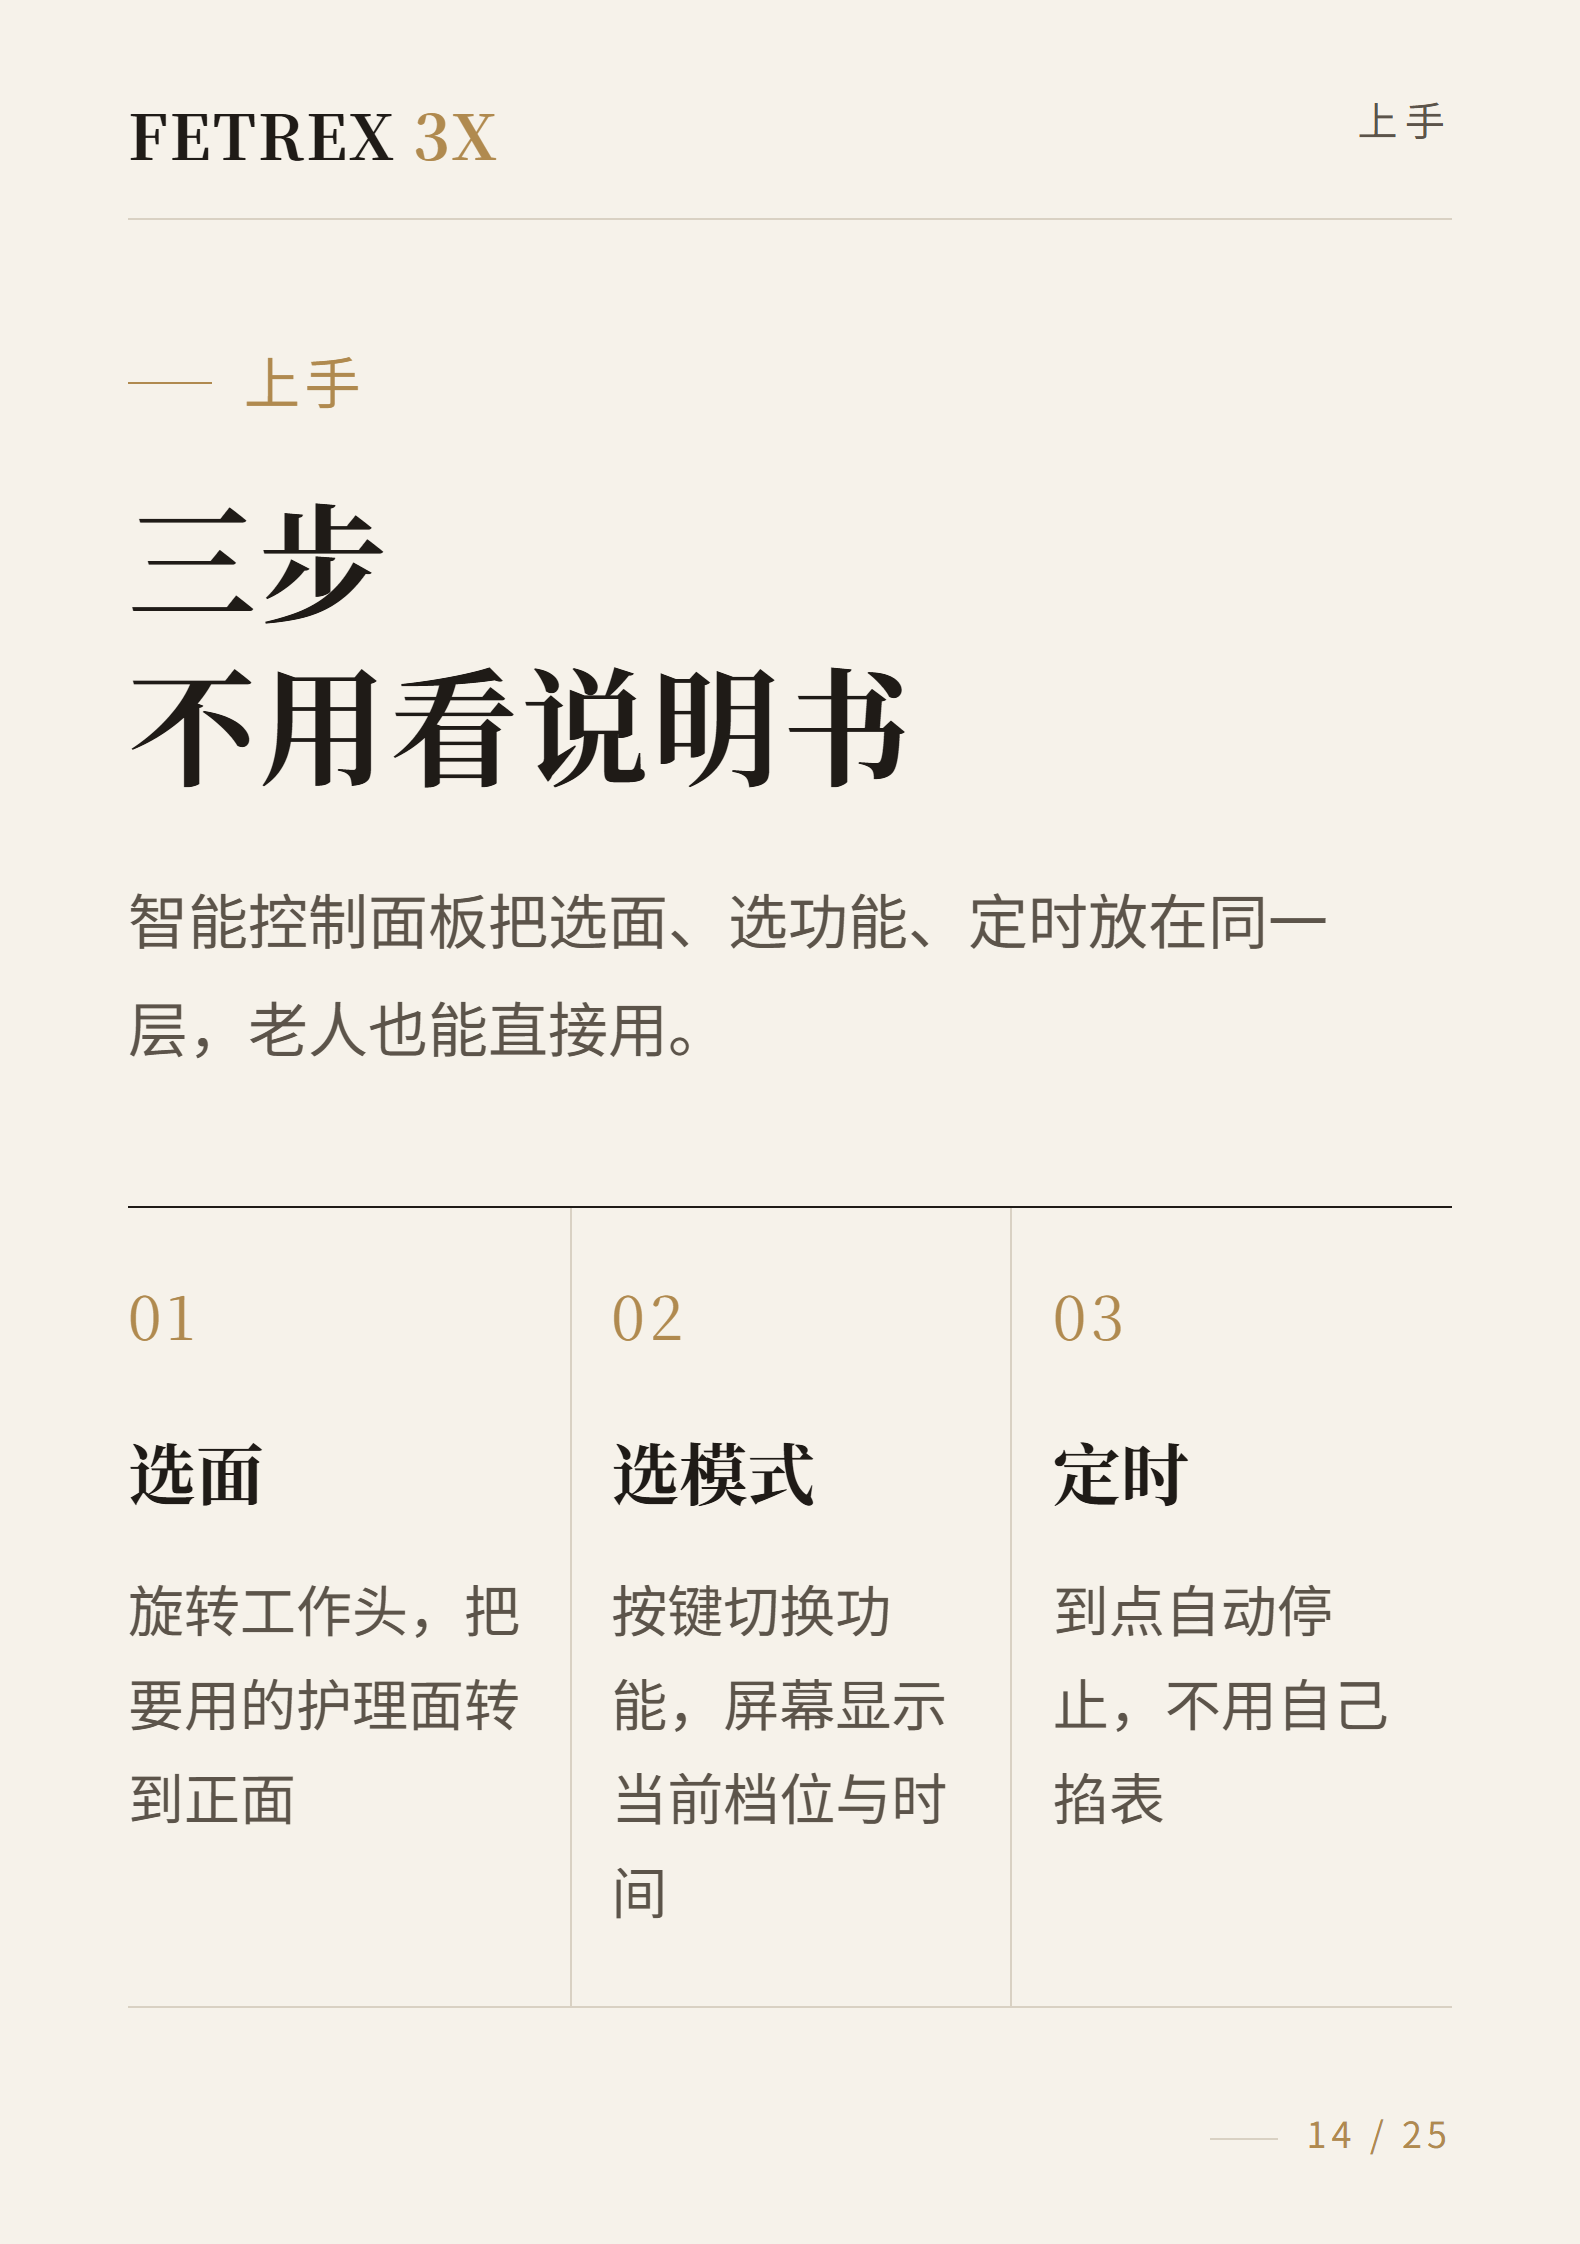 FETREX 3X
上手
上手
三步
不用看说明书
智能控制面板把选面、选功能、定时放在同一
层，老人也能直接用。
01
选面
旋转工作头，把
要用的护理面转
到正面
02
选模式
按键切换功
能，屏幕显示
当前档位与时
间
03
定时
到点自动停
止，不用自己
掐表
14 / 25